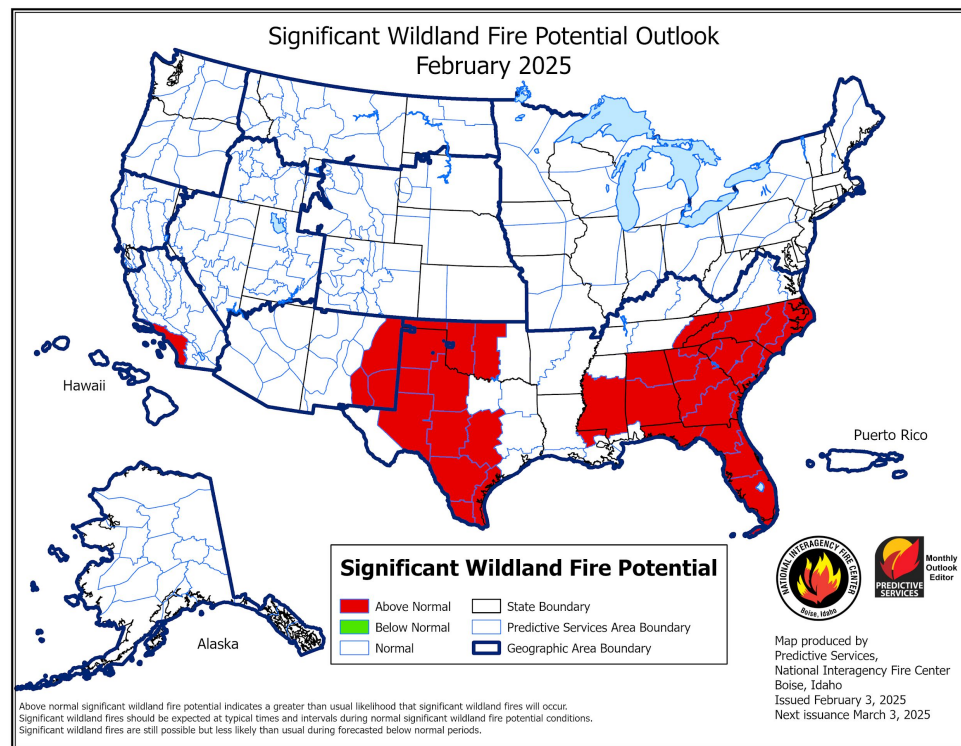 Significant Wildland Fire Potential Outlook
February 2025
Hawaii
Puerto Rico
Alaska
Significant Wildland Fire Potential
Above Normal
Below Normal
Normal
State Boundary
Predictive Services Area Boundary
Geographic Area Boundary
NATIONAL INTERAGENCY FIRE CENTER
Boise, Idaho
PREDICTIVE
SERVICES
Monthly
Outlook
Editor
Map produced by
Predictive Services,
National Interagency Fire Center
Boise, Idaho
Issued February 3, 2025
Next issuance March 3, 2025
Above normal significant wildland fire potential indicates a greater than usual likelihood that significant wildland fires will occur.
Significant wildland fires should be expected at typical times and intervals during normal significant wildland fire potential conditions.
Significant wildland fires are still possible but less likely than usual during forecasted below normal periods.